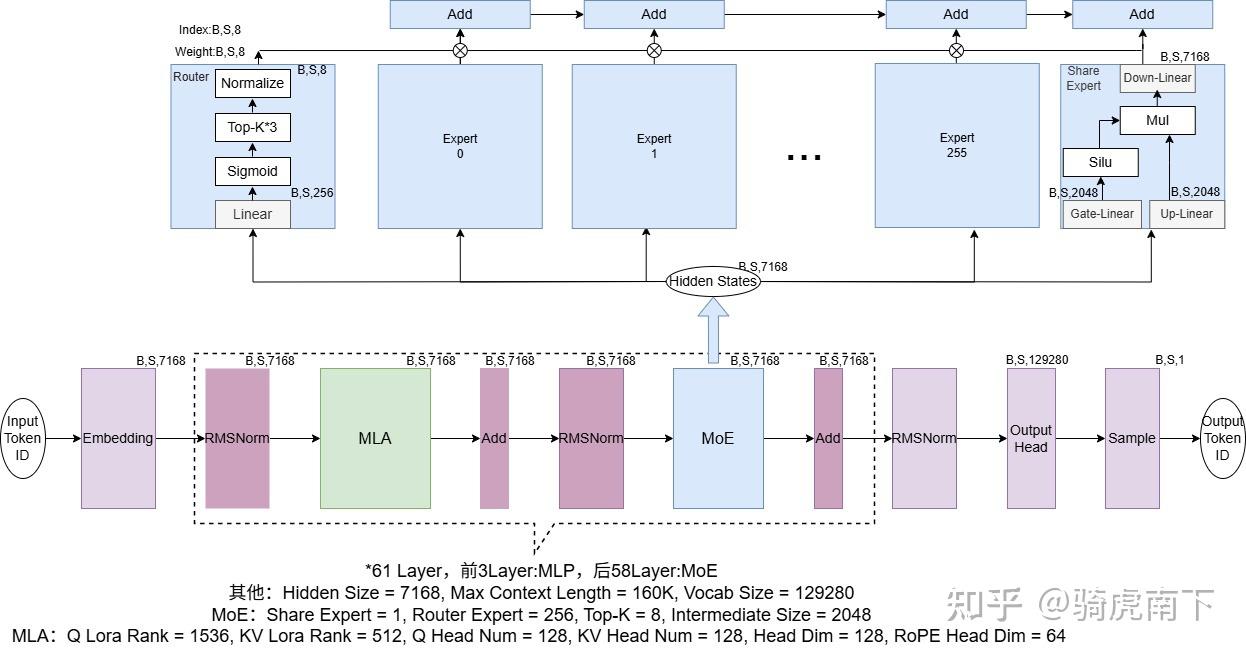 Add Add Add Add
Index:B,S,8
Weight:B,S,8
Router
B,S,8
Normalize
Top-K*3
Sigmoid
B,S,256
Linear
Expert
0
Expert
1
...
Expert
255
B,S,7168
Share
Expert
Down-Linear
Mul
Silu
B,S,2048
B,S,2048
Gate-Linear
Up-Linear
B,S,7168
Hidden States
B,S,7168 B,S,7168 B,S,7168 B,S,7168 B,S,7168 B,S,7168 B,S,7168 B,S,129280 B,S,1
Input
Token
ID
Embedding
RMSNorm
MLA
Add
RMSNorm
MoE
Add
RMSNorm
Output
Head
Sample
Output
Token
ID
*61 Layer，前3Layer:MLP，后58Layer:MoE
其他：Hidden Size = 7168, Max Context Length = 160K, Vocab Size = 129280
MoE：Share Expert = 1, Router Expert = 256, Top-K = 8, Intermediate Size = 2048
MLA：Q Lora Rank = 1536, KV Lora Rank = 512, Q Head Num = 128, KV Head Num = 128, Head Dim = 128, RoPE Head Dim = 64
知乎 @骑虎南下